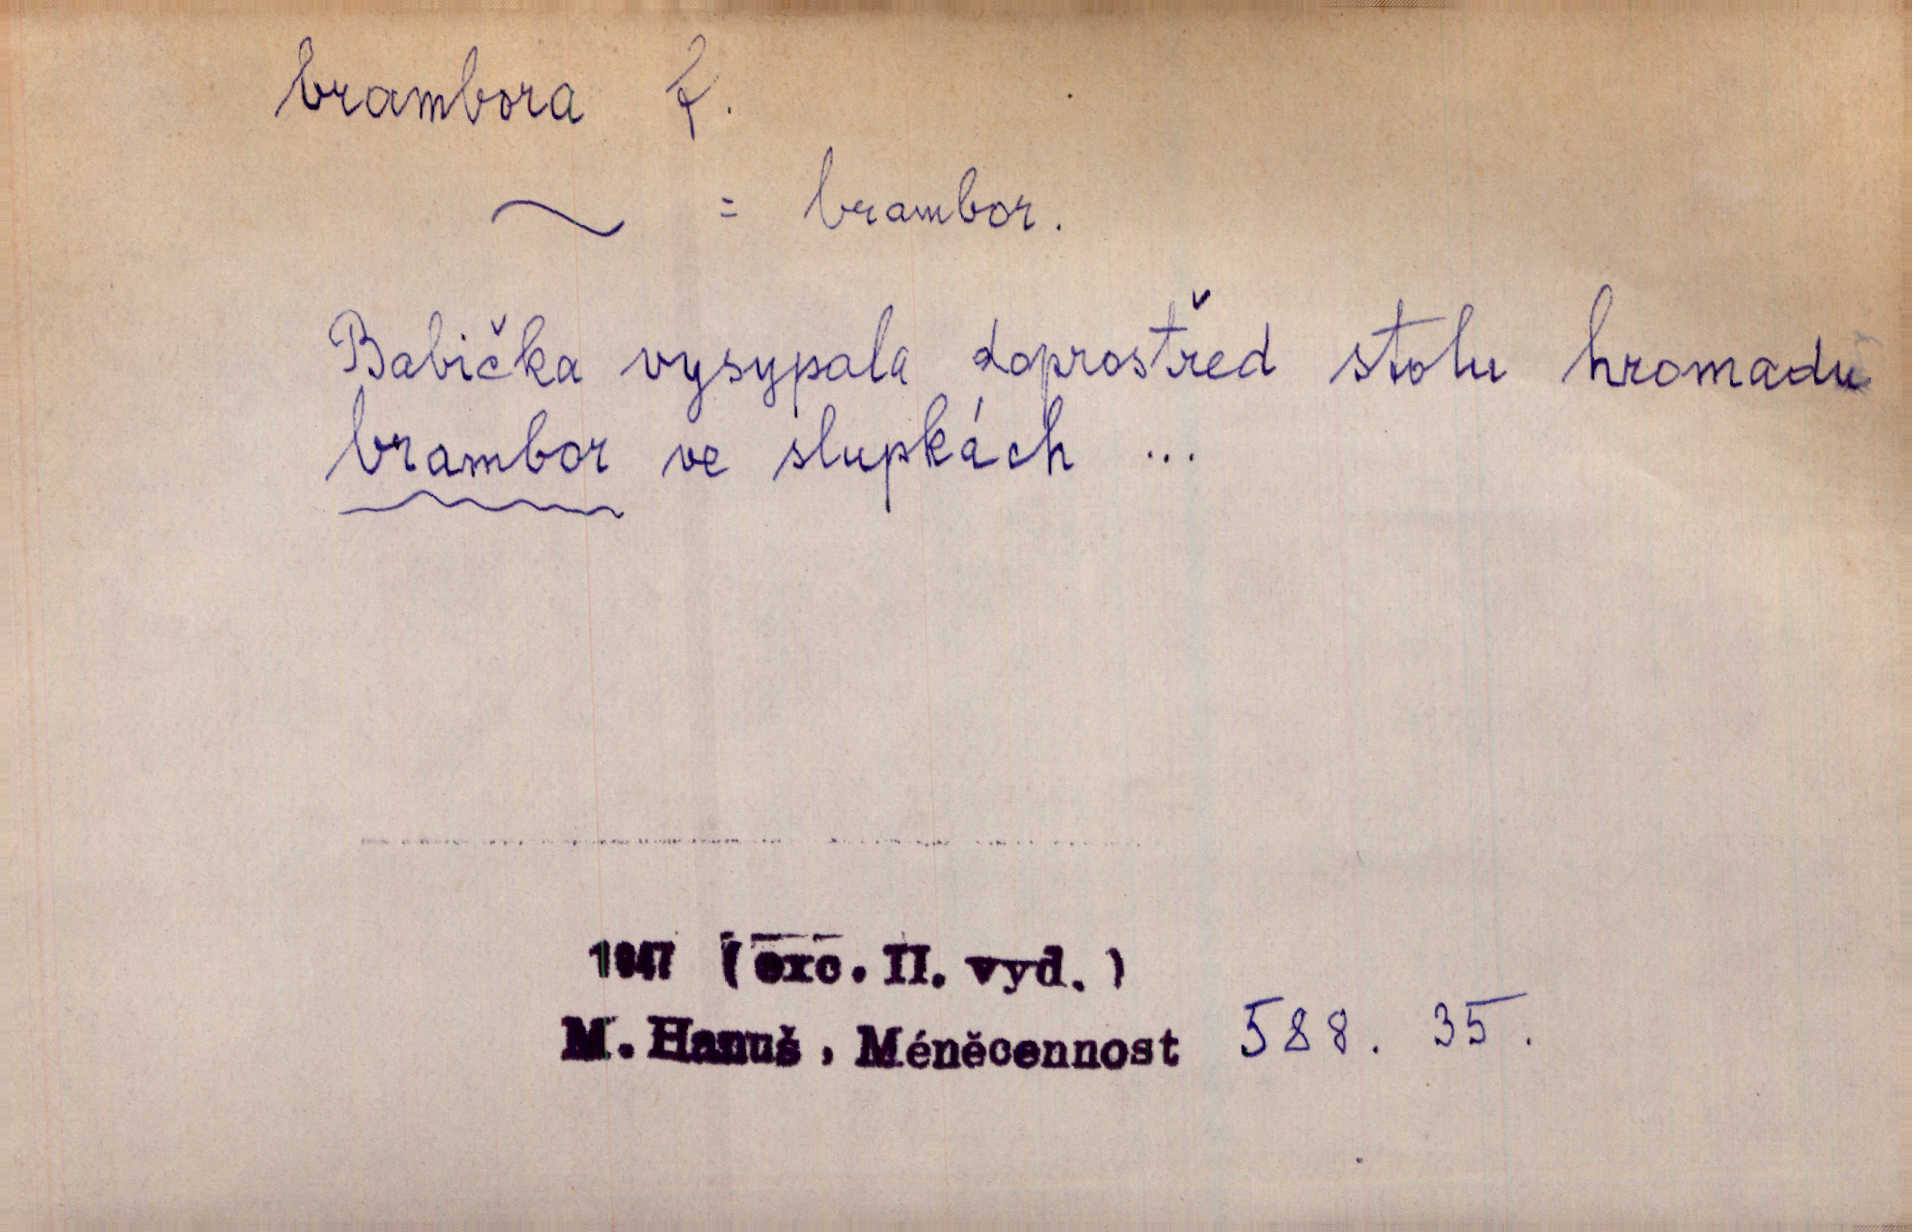 brambora f.
~ = brambor.
Babička vysypala doprostřed stolu hromadu
brambor ve slupkách ...
1947 (exc. II. vyd.)
M. Hanuš, Méněcennost 588. 35.